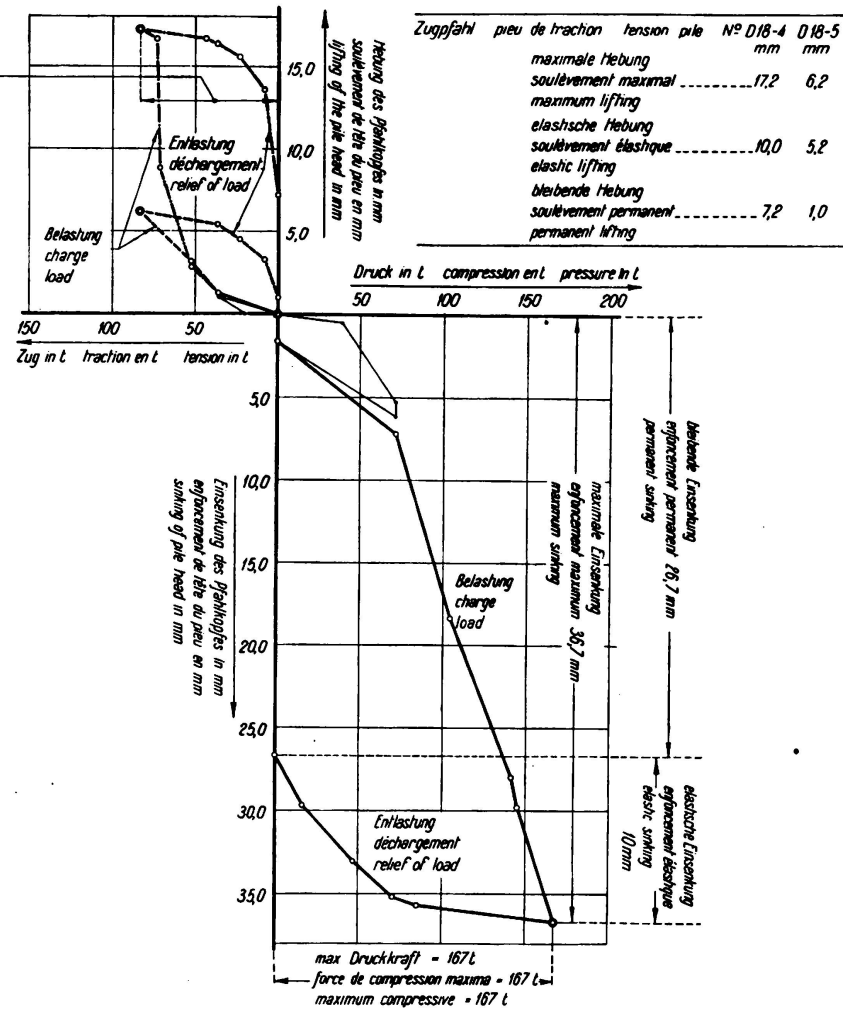 Zugpfahl pieu de traction tension pile Nº D18-4 D18-5
mm mm
maximale Hebung
soulèvement maximal 17,2 6,2
maximum lifting
elastische Hebung
soulèvement élastique 10,0 5,2
elastic lifting
bleibende Hebung
soulèvement permanent 7,2 1,0
permanent lifting
15,0
10,0
5,0
Hebung des Pfahlkopfes in mm
soulèvement de tête du pieu en mm
lifting of the pile head in mm
Entlastung
déchargement
relief of load
Belastung
charge
load
Druck in t compression en t pressure in t
50 100 150 200
150 100 50
Zug in t traction en t tension in t
5,0
10,0
15,0
20,0
25,0
30,0
35,0
Einsenkung des Pfahlkopfes in mm
enfoncement de tête du pieu en mm
sinking of pile head in mm
Belastung
charge
load
maximale Einsenkung
enfoncement maximum 36,7 mm
maximum sinking
bleibende Einsenkung
enfoncement permanent 26,7 mm
permanent sinking
elastische Einsenkung
enfoncement élastique
elastic sinking
10 mm
Entlastung
déchargement
relief of load
max Druckkraft = 167 t
force de compression maxima = 167 t
maximum compressive = 167 t